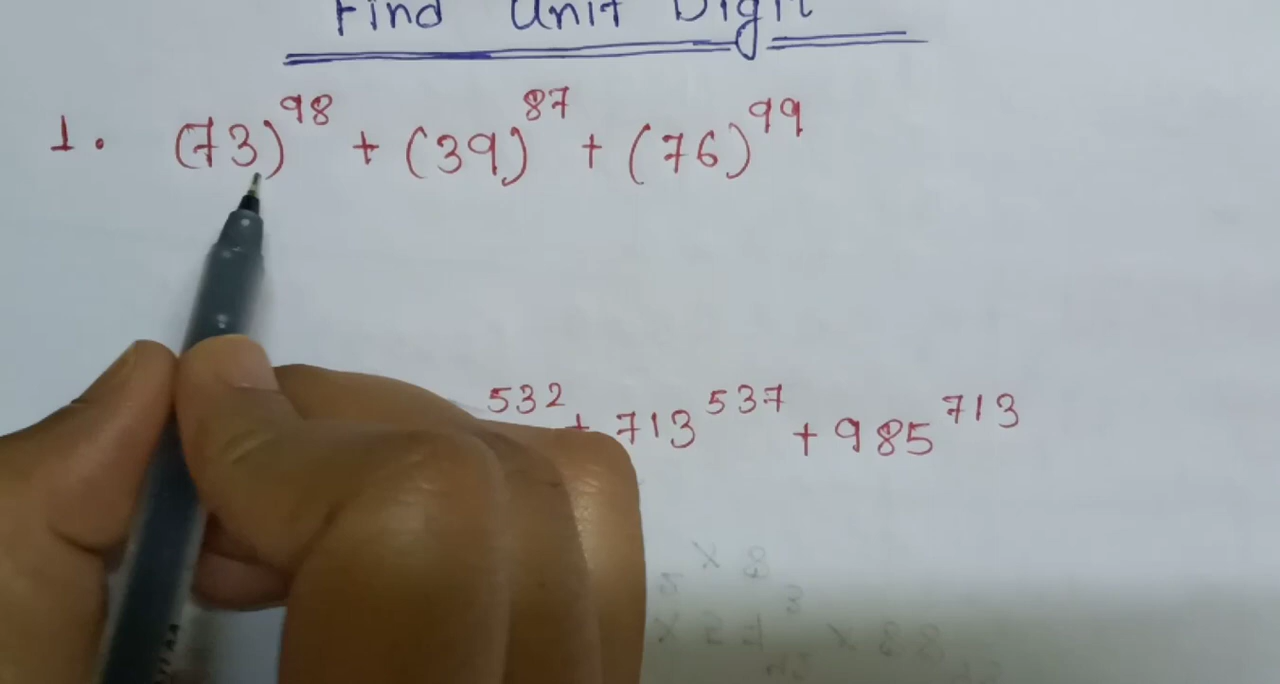 Find Unit Digit
1. (73)^98 + (39)^87 + (76)^99
532 + 713^537 + 985^713